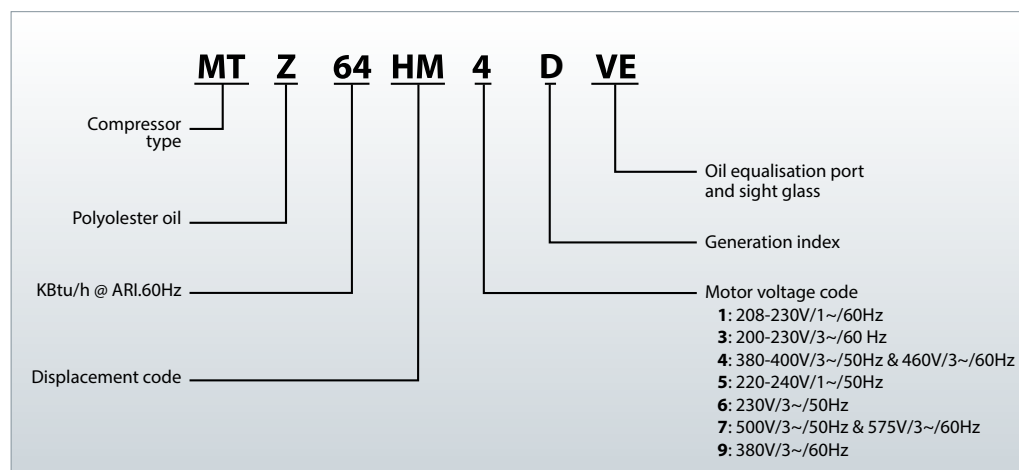 MT Z 64 HM 4 D VE
Compressor
type
Polyolester oil
KBtu/h @ ARI.60Hz
Displacement code
Oil equalisation port
and sight glass
Generation index
Motor voltage code
1: 208-230V/1~/60Hz
3: 200-230V/3~/60 Hz
4: 380-400V/3~/50Hz & 460V/3~/60Hz
5: 220-240V/1~/50Hz
6: 230V/3~/50Hz
7: 500V/3~/50Hz & 575V/3~/60Hz
9: 380V/3~/60Hz